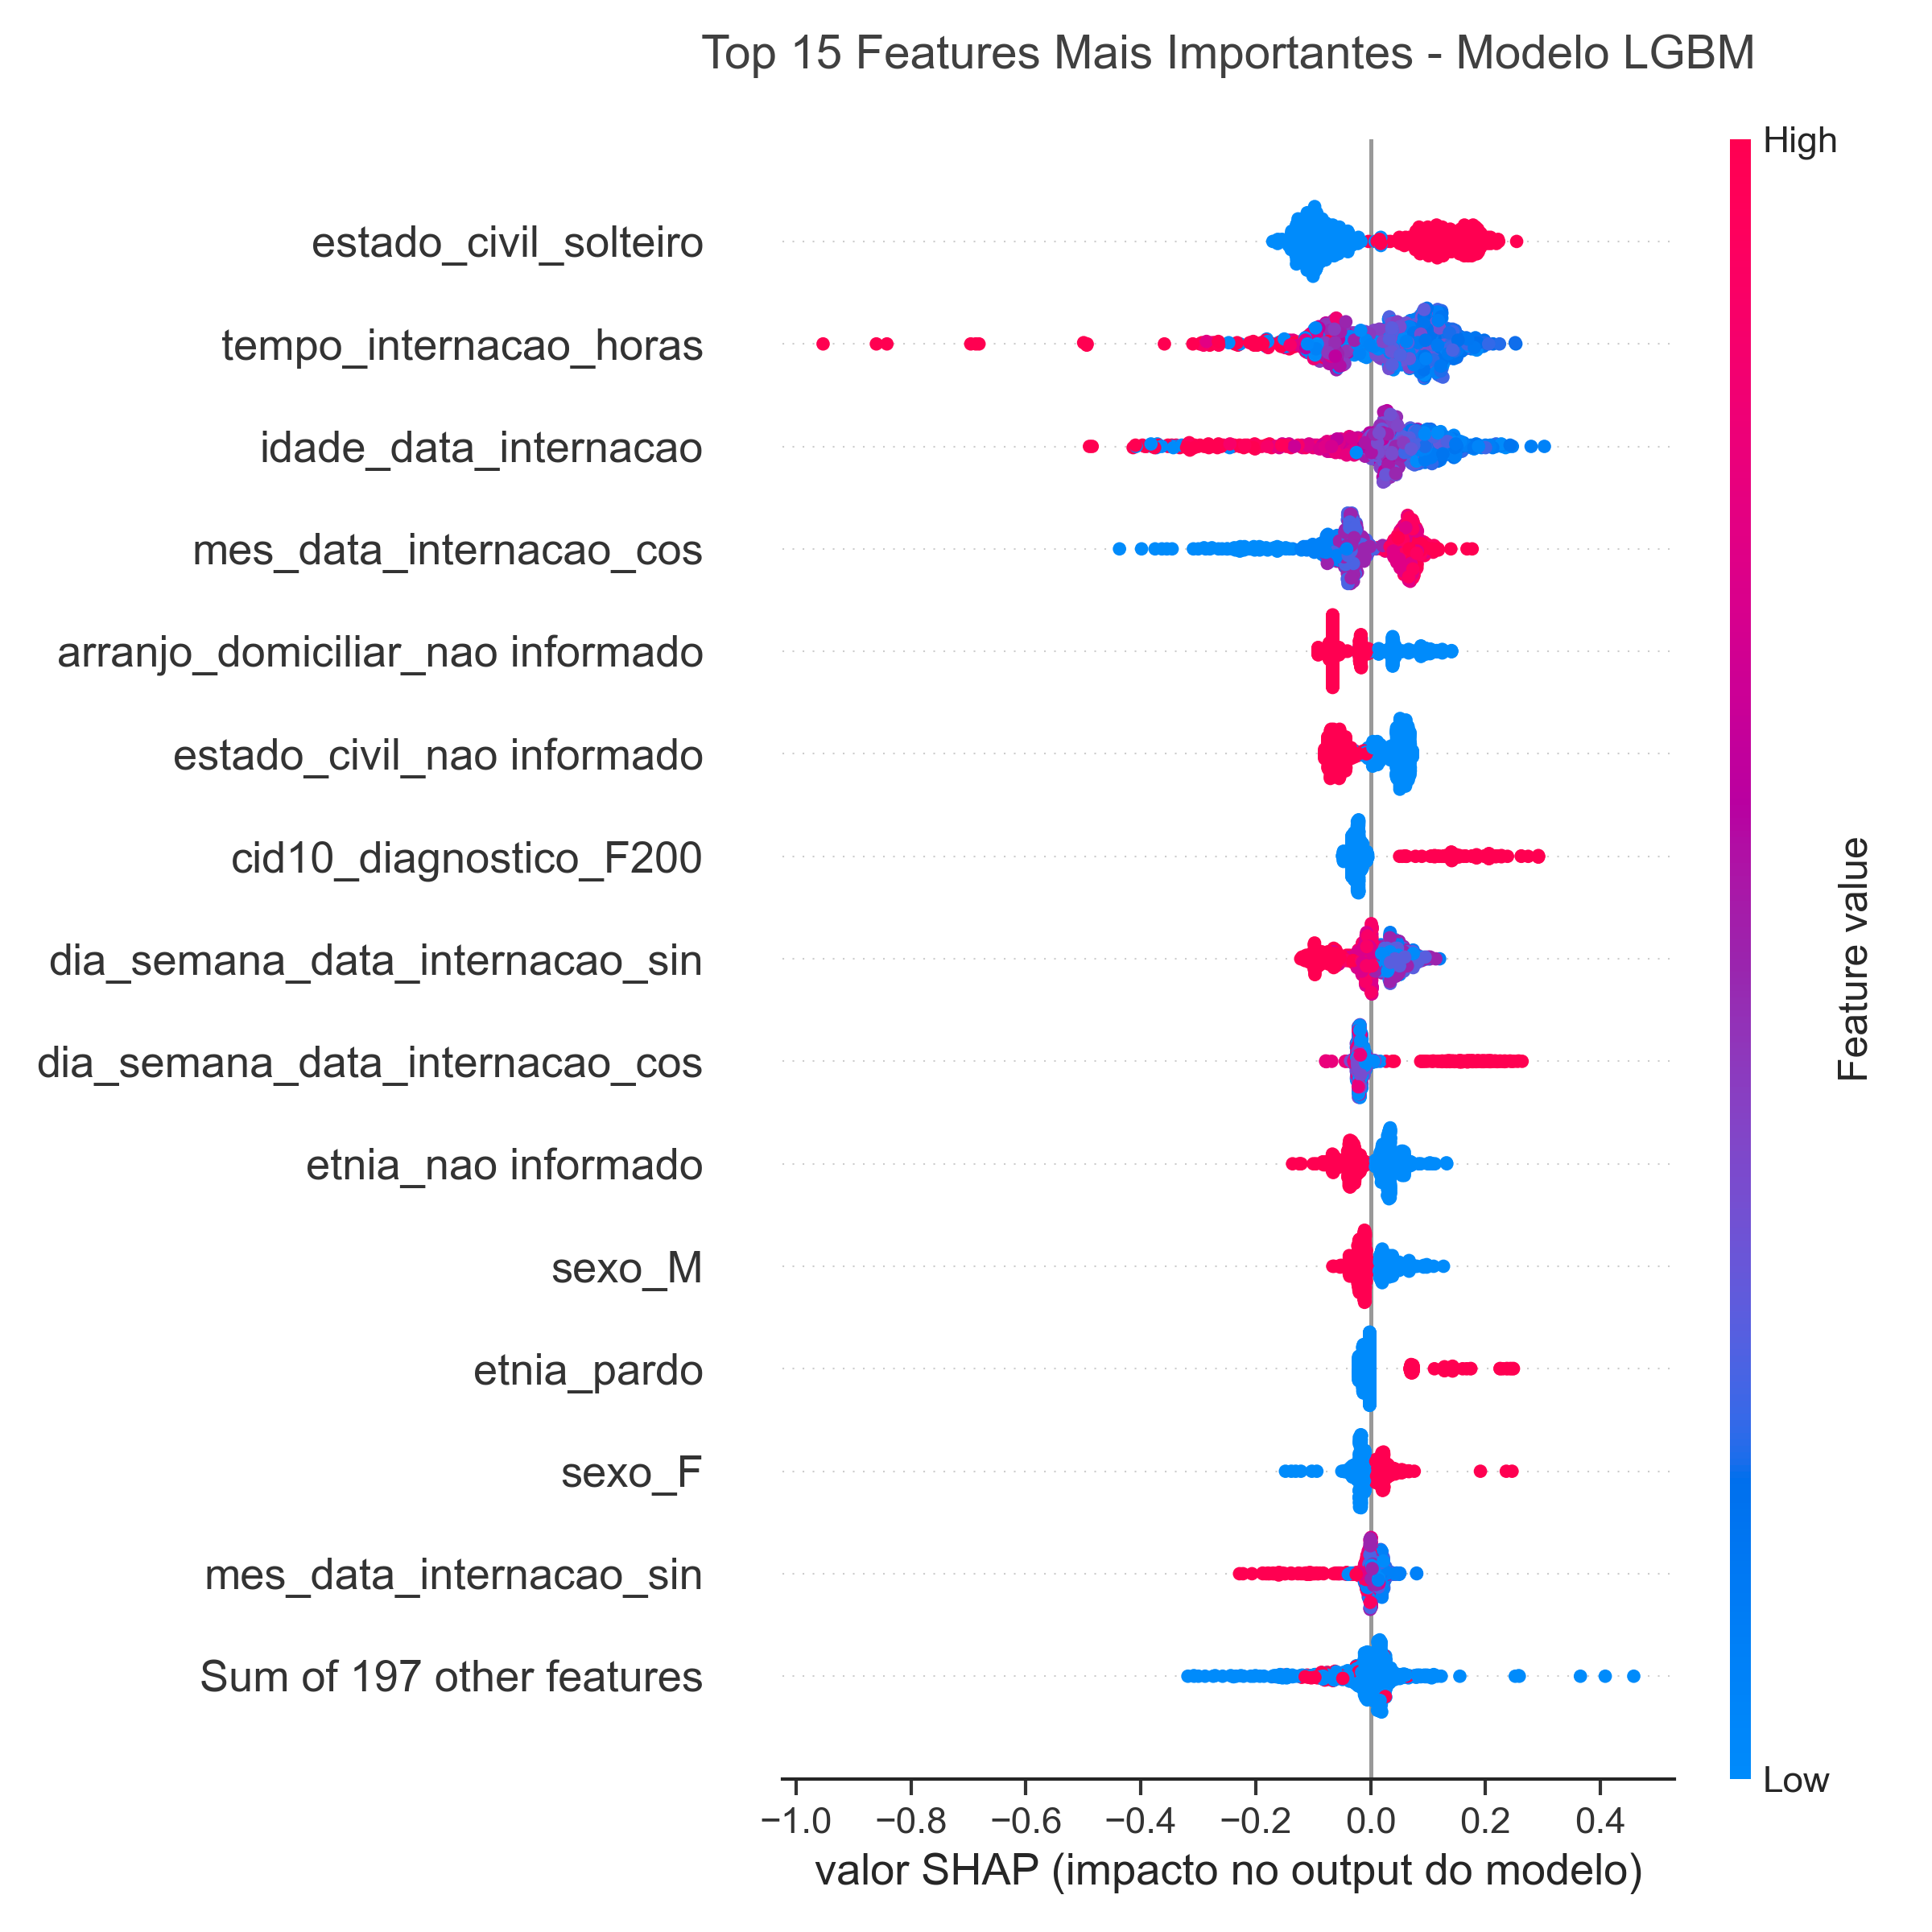 Top 15 Features Mais Importantes - Modelo LGBM
High
estado_civil_solteiro
tempo_internacao_horas
idade_data_internacao
mes_data_internacao_cos
arranjo_domiciliar_nao informado
estado_civil_nao informado
cid10_diagnostico_F200
dia_semana_data_internacao_sin
dia_semana_data_internacao_cos
etnia_nao informado
sexo_M
etnia_pardo
sexo_F
mes_data_internacao_sin
Sum of 197 other features
Feature value
Low
−1.0 −0.8 −0.6 −0.4 −0.2 0.0 0.2 0.4
valor SHAP (impacto no output do modelo)